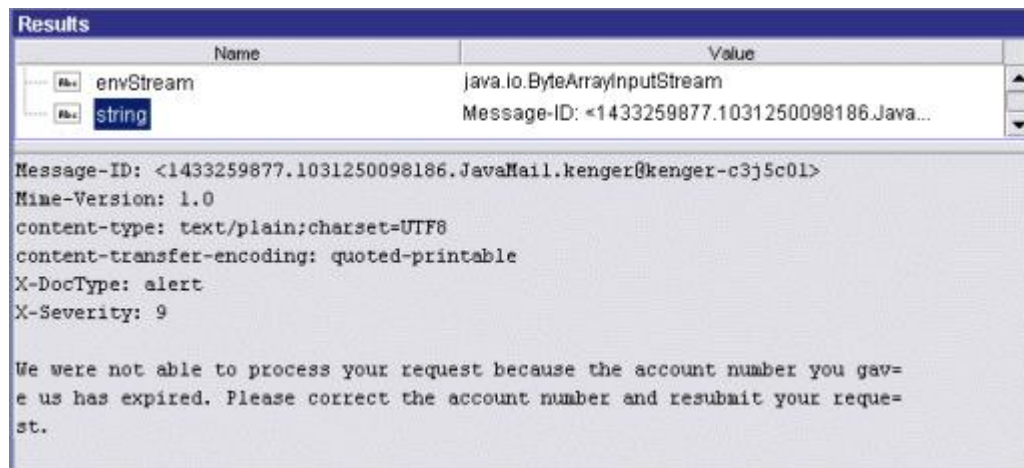 Results
Name Value
Abc envStream java.io.ByteArrayInputStream
Abc string Message-ID: <1433259877.1031250098186.Java...
Message-ID: <1433259877.1031250098186.JavaMail.kenger@kenger-c3j5c01>
Mime-Version: 1.0
content-type: text/plain;charset=UTF8
content-transfer-encoding: quoted-printable
X-DocType: alert
X-Severity: 9
We were not able to process your request because the account number you gav=
e us has expired. Please correct the account number and resubmit your reque=
st.